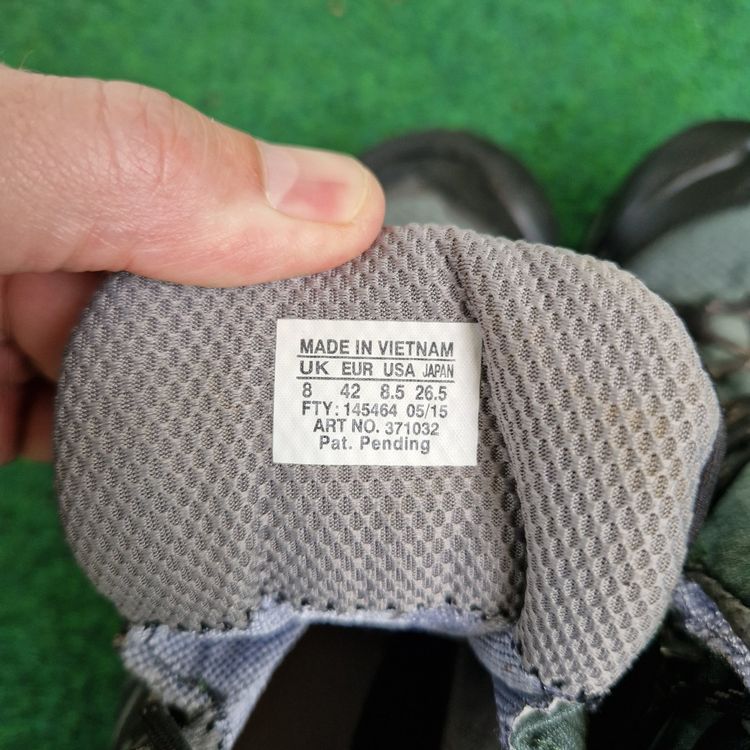 MADE IN VIETNAM
UK EUR USA JAPAN
8 42 8.5 26.5
FTY: 145464 05/15
ART NO. 371032
Pat. Pending